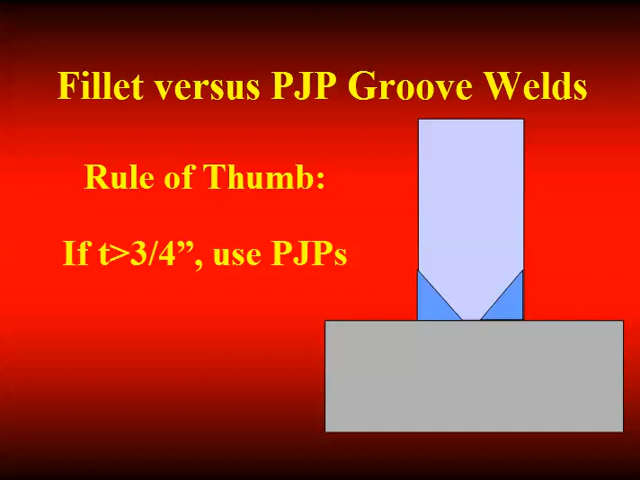 Fillet versus PJP Groove Welds
Rule of Thumb:
If t>3/4”, use PJPs